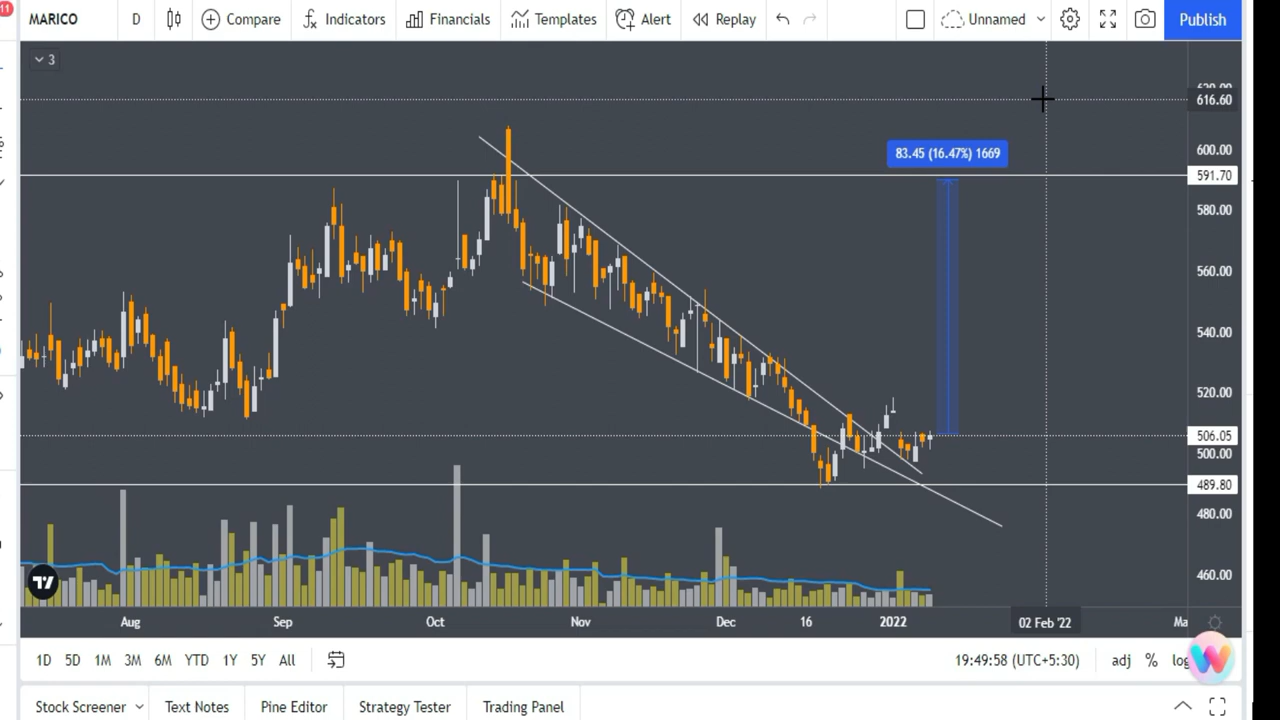 11
MARICO D Compare Indicators Financials Templates Alert Replay Unnamed Publish
3
616.60
600.00
83.45 (16.47%) 1669
591.70
580.00
560.00
540.00
520.00
506.05
500.00
489.80
480.00
460.00
Aug Sep Oct Nov Dec 16 2022 02 Feb '22 Ma
1D 5D 1M 3M 6M YTD 1Y 5Y All 19:49:58 (UTC+5:30) adj % log
Stock Screener Text Notes Pine Editor Strategy Tester Trading Panel